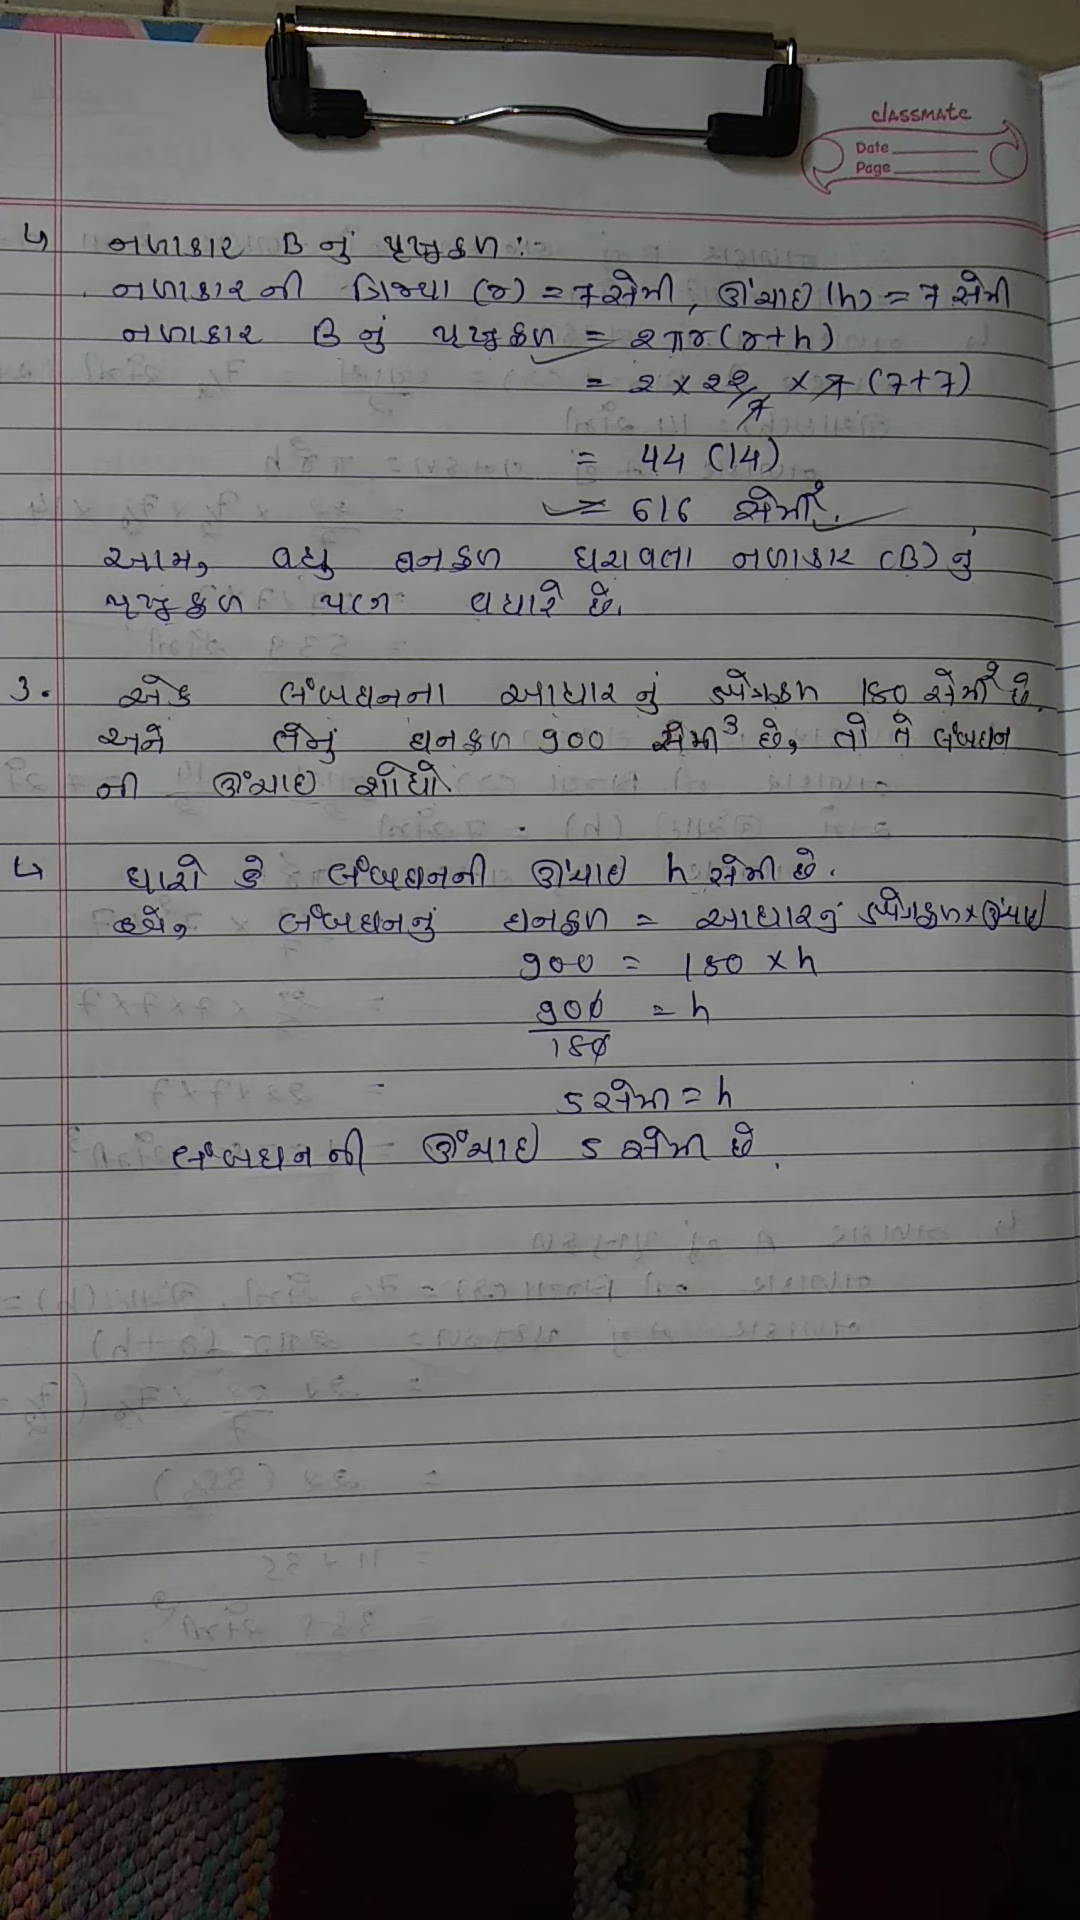 classmate
Date
Page
↳ નળાકાર B નું પૃષ્ઠફળ :-
નળાકારની ત્રિજ્યા (r) = 7 સેમી, ઊંચાઇ (h) = 7 સેમી
નળાકાર B નું પૃષ્ઠફળ = 2πr(r+h)
= 2 × 22/7 × 7 (7+7)
= 44 (14)
= 616 સેમી².
આમ, વધુ ઘનફળ ધરાવતા નળાકાર (B) નું
પૃષ્ઠફળ પણ વધારે છે.
3. એક લંબઘનના આધારનું ક્ષેત્રફળ 180 સેમી² છે
અને તેનું ઘનફળ 900 સેમી³ છે, તો તે લંબઘન
ની ઊંચાઇ શોધો
↳ ધારો કે લંબઘનની ઊંચાઇ h સેમી છે.
હવે, લંબઘનનું ઘનફળ = આધારનું ક્ષેત્રફળ × ઊંચાઇ
900 = 180 × h
900/180 = h
5 સેમી = h
લંબઘનની ઊંચાઇ 5 સેમી છે.